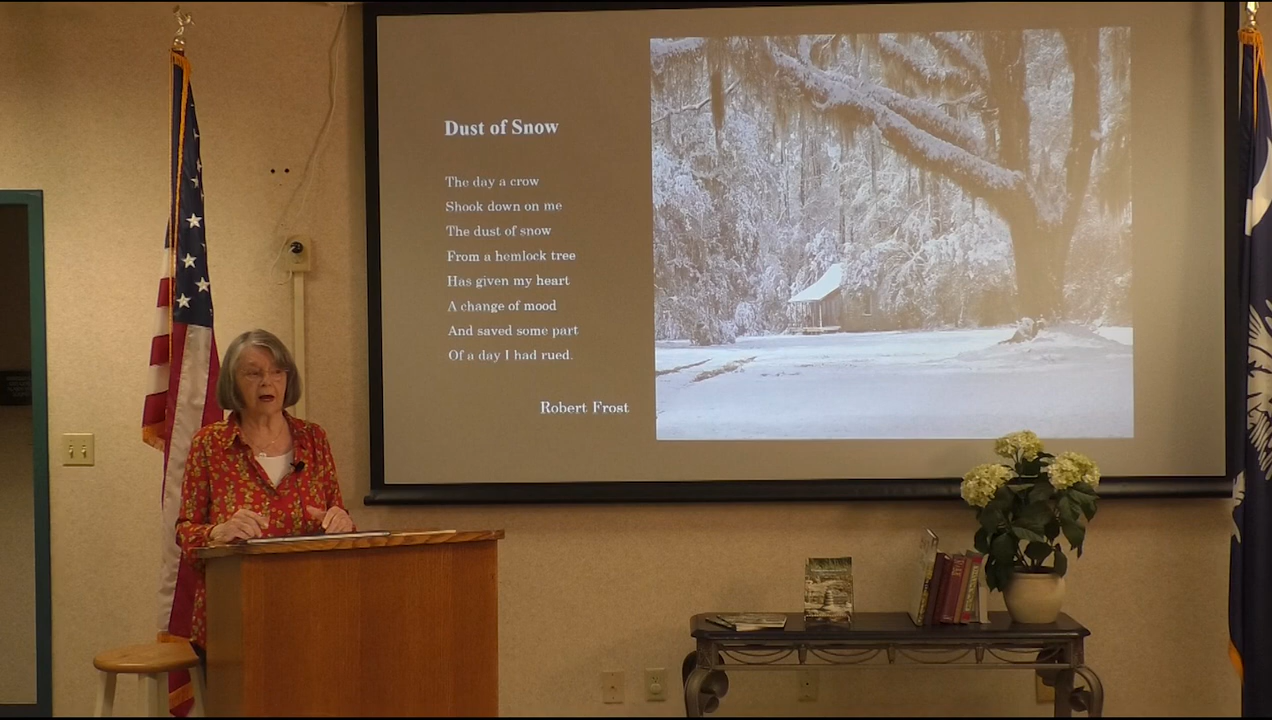 Dust of Snow
The day a crow
Shook down on me
The dust of snow
From a hemlock tree
Has given my heart
A change of mood
And saved some part
Of a day I had rued.
Robert Frost